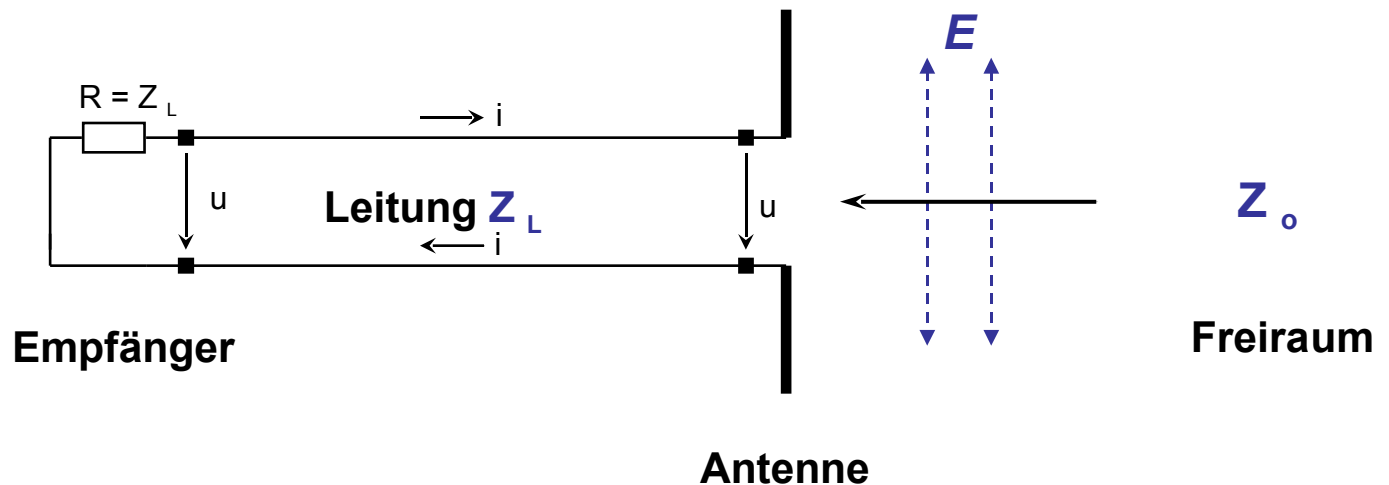 E
R = Z L
i
u
Leitung Z L
u
Z o
i
Empfänger
Freiraum
Antenne